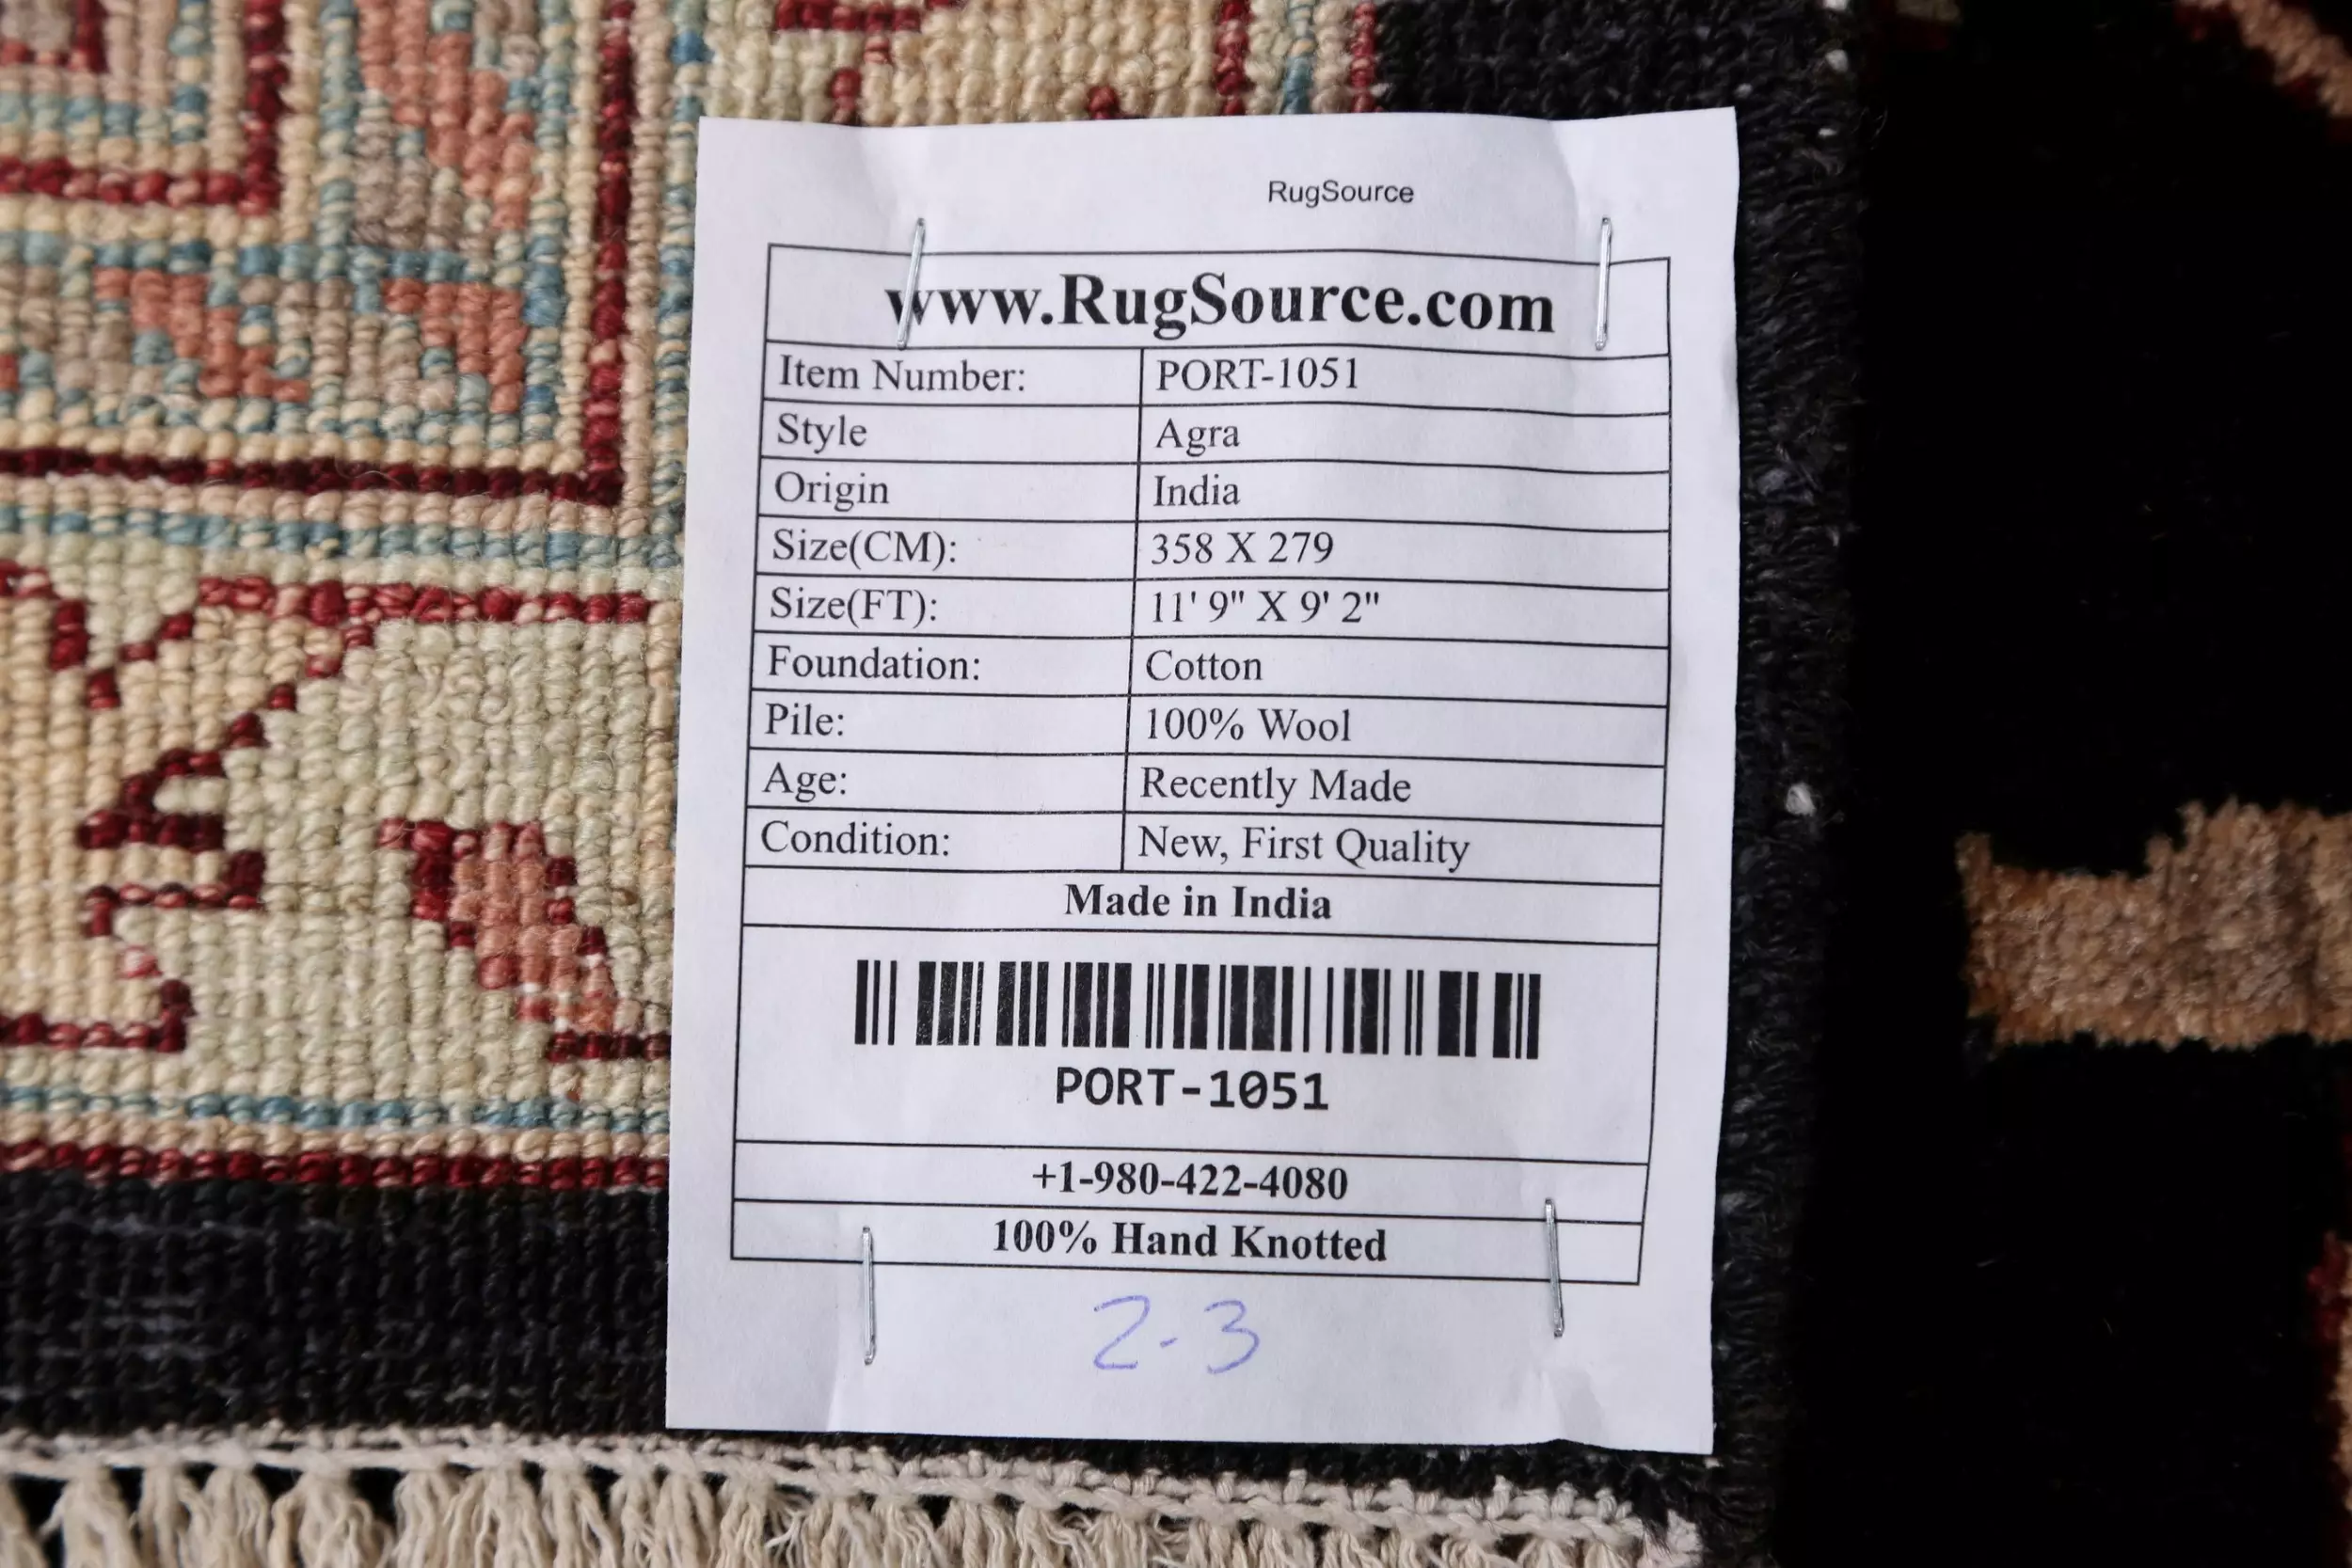 RugSource
www.RugSource.com
Item Number: PORT-1051
Style Agra
Origin India
Size(CM): 358 X 279
Size(FT): 11' 9" X 9' 2"
Foundation: Cotton
Pile: 100% Wool
Age: Recently Made
Condition: New, First Quality
Made in India
PORT-1051
+1-980-422-4080
100% Hand Knotted
2-3